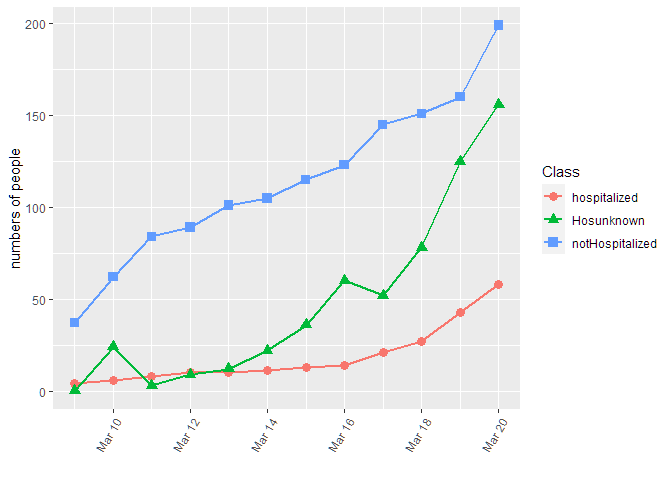 200
150
100
50
0
numbers of people
Mar 10
Mar 12
Mar 14
Mar 16
Mar 18
Mar 20
Class
hospitalized
Hosunknown
notHospitalized